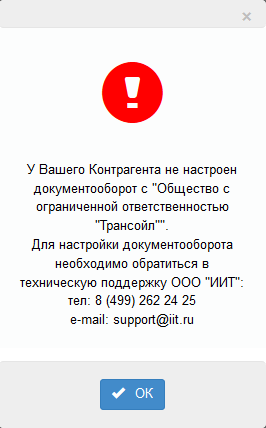 ×
У Вашего Контрагента не настроен
документооборот с "Общество с
ограниченной ответственностью
"Трансойл"".
Для настройки документооборота
необходимо обратиться в
техническую поддержку ООО "ИИТ":
тел: 8 (499) 262 24 25
e-mail: support@iit.ru
OK